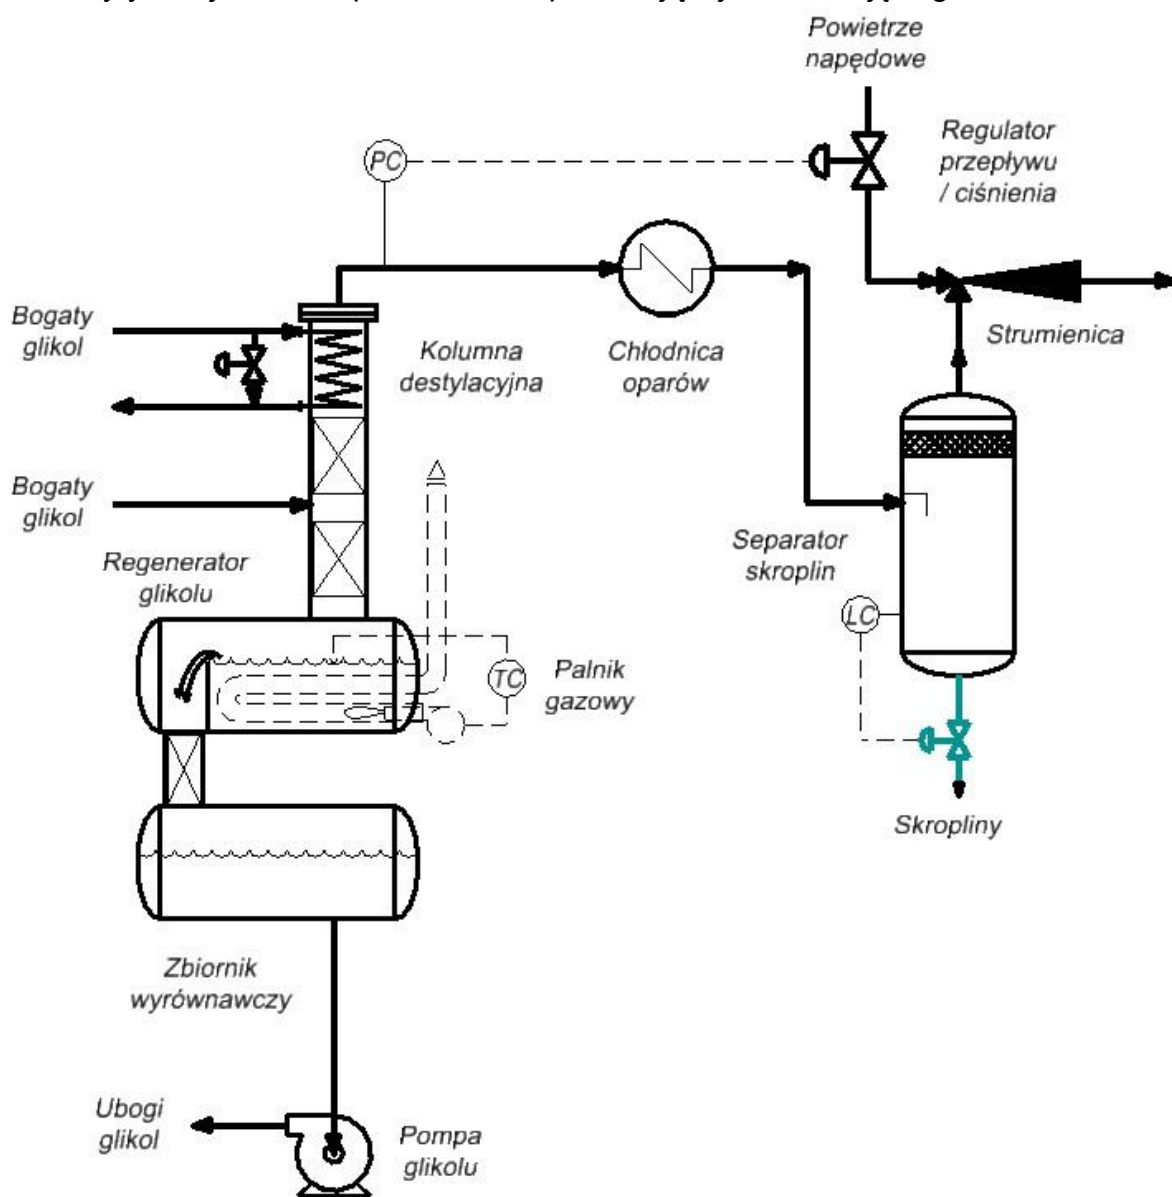 Powietrze
napędowe
PC
Regulator
przepływu
/ ciśnienia
Bogaty
glikol
Kolumna
destylacyjna
Chłodnica
oparów
Strumienica
Bogaty
glikol
Regenerator
glikolu
Separator
skroplin
LC
TC
Palnik
gazowy
Skropliny
Zbiornik
wyrównawczy
Ubogi
glikol
Pompa
glikolu